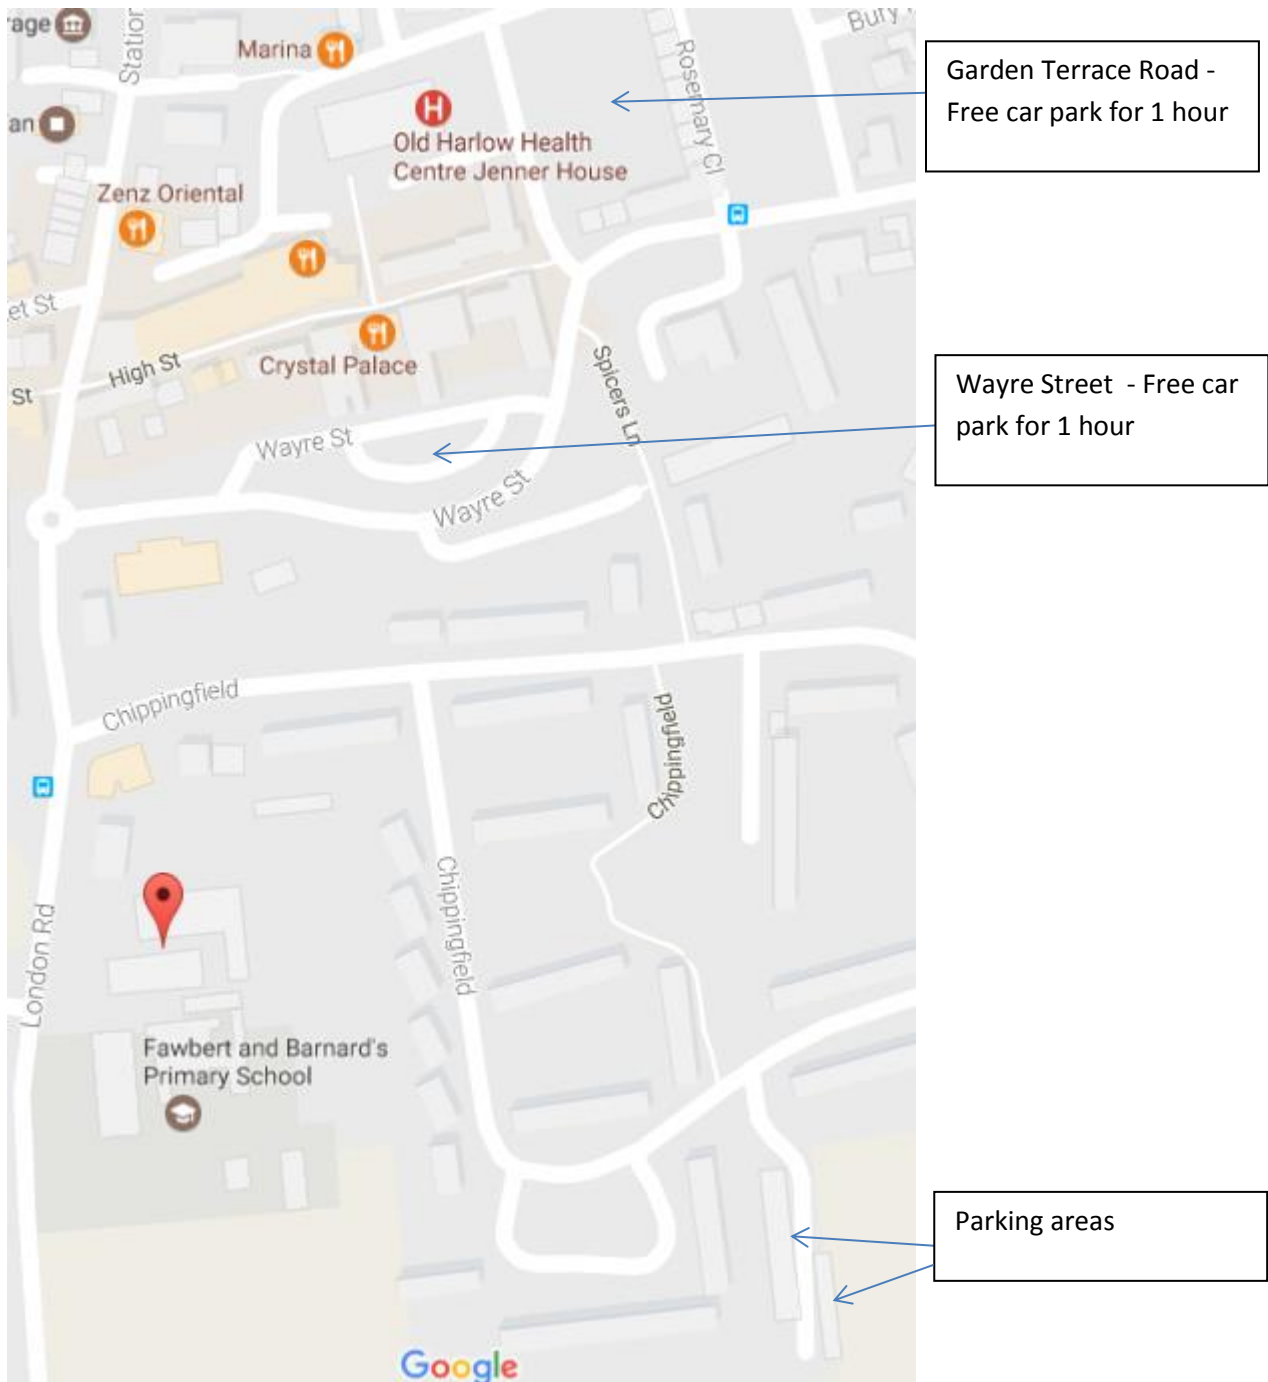 rage
Station
Marina
Bury
Rosemary Cl
Garden Terrace Road -
Free car park for 1 hour
an
H
Old Harlow Health
Centre Jenner House
Zenz Oriental
et St
High St
St
Crystal Palace
Spicers Ln
Wayre Street - Free car
park for 1 hour
Wayre St
Wayre St
Chippingfield
Chippingfield
Chippingfield
London Rd
Fawbert and Barnard's
Primary School
Parking areas
Google